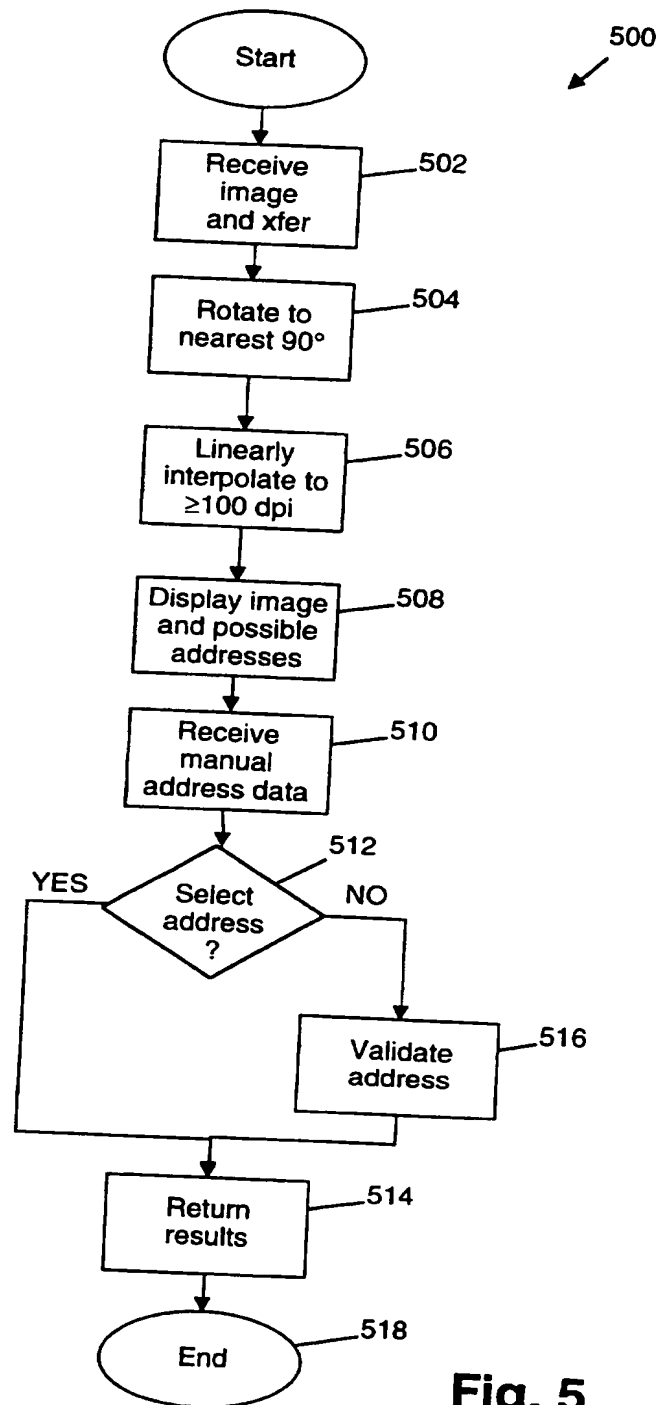 Start
500
Receive
image
and xfer
502
Rotate to
nearest 90°
504
Linearly
interpolate to
≥100 dpi
506
Display image
and possible
addresses
508
Receive
manual
address data
510
512
YES
Select
address
?
NO
Validate
address
516
Return
results
514
End
518
Fig. 5